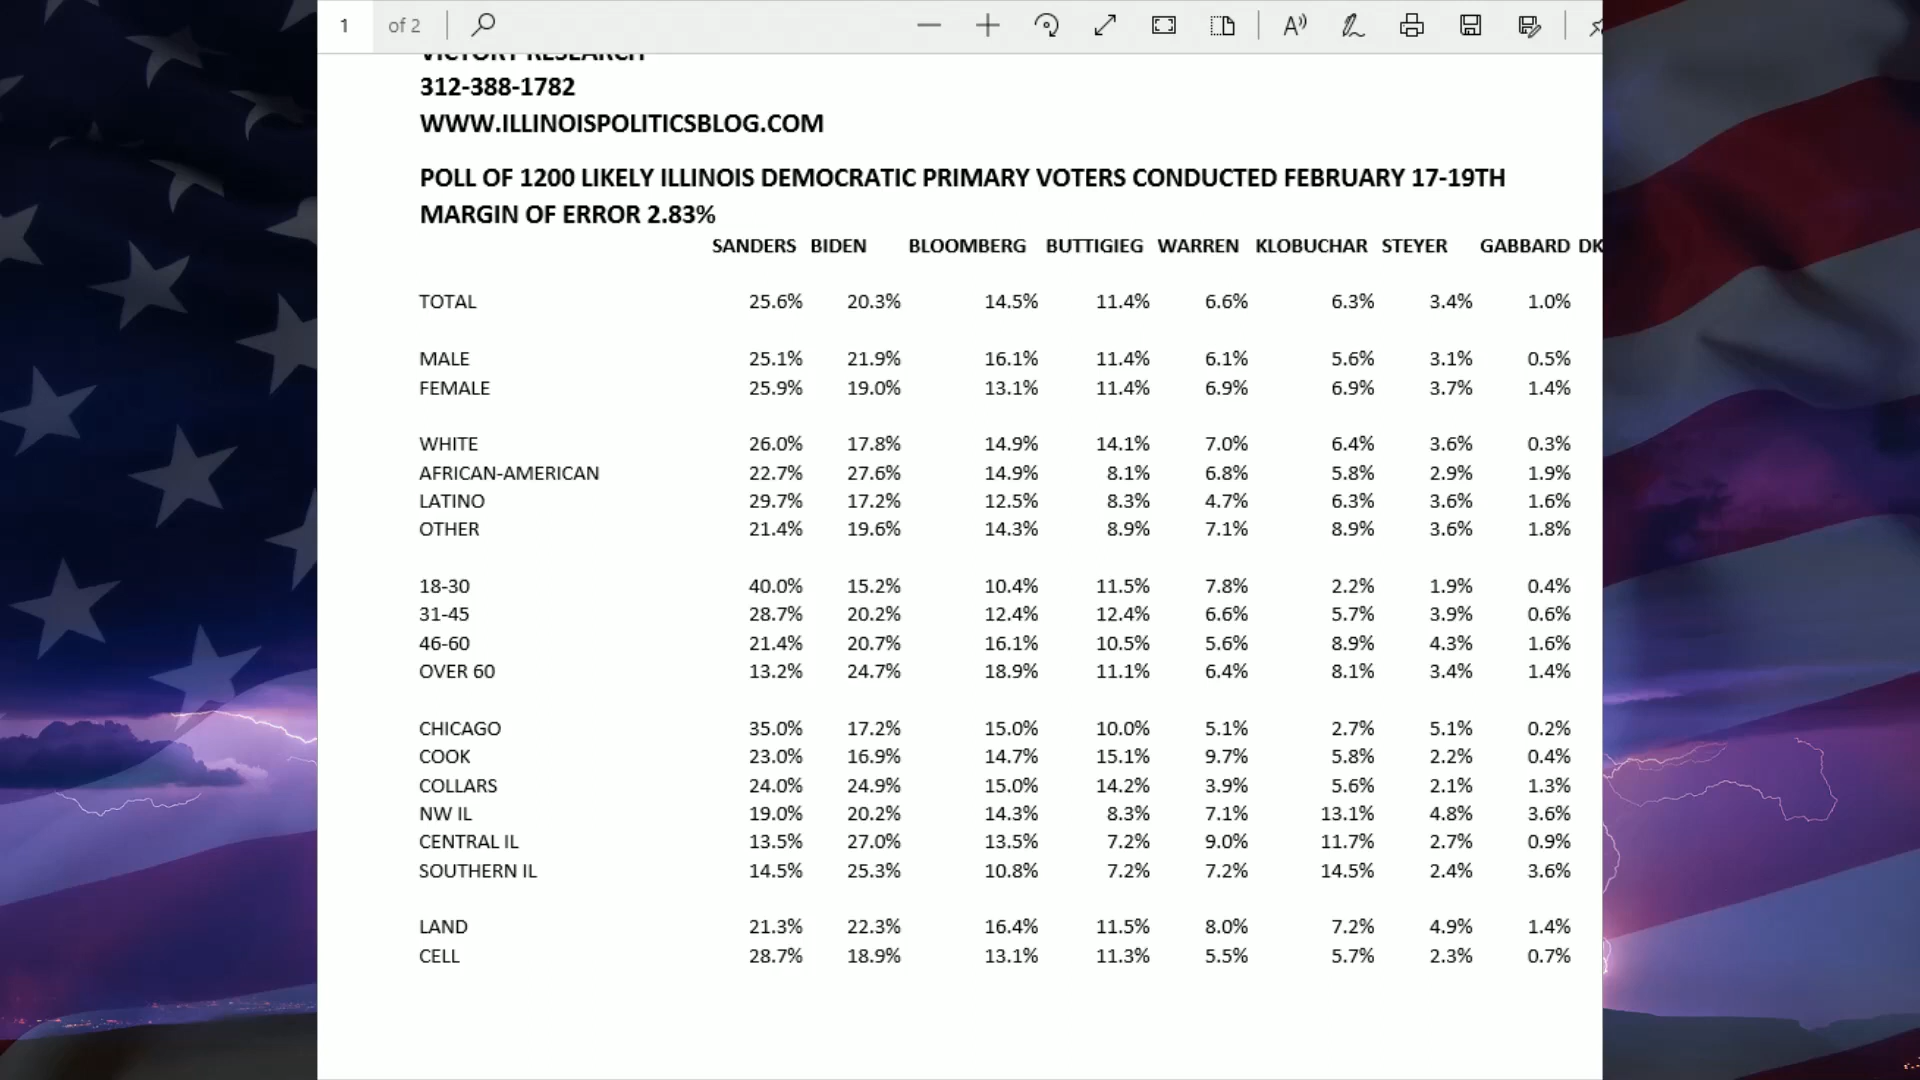 1 of 2
VICTORY RESEARCH
312-388-1782
WWW.ILLINOISPOLITICSBLOG.COM
POLL OF 1200 LIKELY ILLINOIS DEMOCRATIC PRIMARY VOTERS CONDUCTED FEBRUARY 17-19TH
MARGIN OF ERROR 2.83%
SANDERS BIDEN BLOOMBERG BUTTIGIEG WARREN KLOBUCHAR STEYER GABBARD DK
TOTAL 25.6% 20.3% 14.5% 11.4% 6.6% 6.3% 3.4% 1.0%
MALE 25.1% 21.9% 16.1% 11.4% 6.1% 5.6% 3.1% 0.5%
FEMALE 25.9% 19.0% 13.1% 11.4% 6.9% 6.9% 3.7% 1.4%
WHITE 26.0% 17.8% 14.9% 14.1% 7.0% 6.4% 3.6% 0.3%
AFRICAN-AMERICAN 22.7% 27.6% 14.9% 8.1% 6.8% 5.8% 2.9% 1.9%
LATINO 29.7% 17.2% 12.5% 8.3% 4.7% 6.3% 3.6% 1.6%
OTHER 21.4% 19.6% 14.3% 8.9% 7.1% 8.9% 3.6% 1.8%
18-30 40.0% 15.2% 10.4% 11.5% 7.8% 2.2% 1.9% 0.4%
31-45 28.7% 20.2% 12.4% 12.4% 6.6% 5.7% 3.9% 0.6%
46-60 21.4% 20.7% 16.1% 10.5% 5.6% 8.9% 4.3% 1.6%
OVER 60 13.2% 24.7% 18.9% 11.1% 6.4% 8.1% 3.4% 1.4%
CHICAGO 35.0% 17.2% 15.0% 10.0% 5.1% 2.7% 5.1% 0.2%
COOK 23.0% 16.9% 14.7% 15.1% 9.7% 5.8% 2.2% 0.4%
COLLARS 24.0% 24.9% 15.0% 14.2% 3.9% 5.6% 2.1% 1.3%
NW IL 19.0% 20.2% 14.3% 8.3% 7.1% 13.1% 4.8% 3.6%
CENTRAL IL 13.5% 27.0% 13.5% 7.2% 9.0% 11.7% 2.7% 0.9%
SOUTHERN IL 14.5% 25.3% 10.8% 7.2% 7.2% 14.5% 2.4% 3.6%
LAND 21.3% 22.3% 16.4% 11.5% 8.0% 7.2% 4.9% 1.4%
CELL 28.7% 18.9% 13.1% 11.3% 5.5% 5.7% 2.3% 0.7%